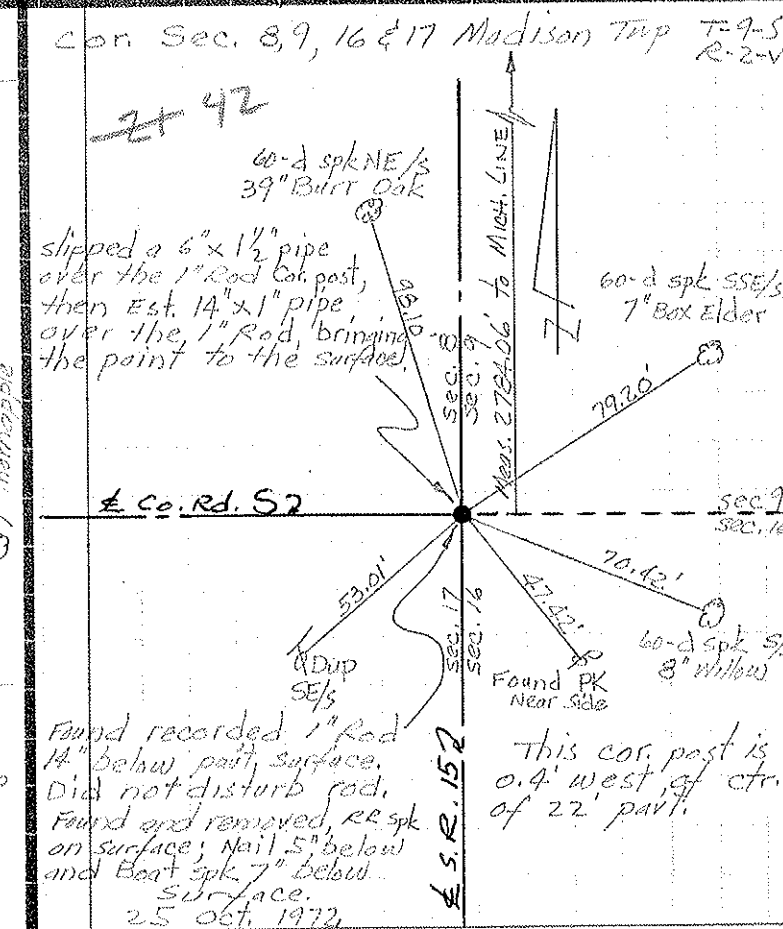 Cor. Sec. 8, 9, 16 & 17 Madison Twp T-9-S
R-2-W
42
60-d spk NE/s
39" Burr Oak
slipped a 6" x 1 1/2" pipe
over the 1" Rod Cor. post,
then Est. 14" x 1" pipe
over the 1" Rod, bringing
the point to the surface.
98.10
Sec. 8
Sec. 9
Meas. 2784.06' to Mich. LINE
60-d spk SSE/s
7" Box Elder
79.20'
₵ Co. Rd. S2
Sec. 9
Sec. 16
53.01'
Dup
SE/s
Sec. 17
Sec. 16
47.42'
Found PK
Near Side
70.42'
60-d spk S/
8" Willow
Found recorded 1" Rod
14" below pav't. surface.
Did not disturb rod.
Found and removed, RR spk
on surface; Nail 5" below
and Boat spk 7" below
Surface.
25 Oct. 1972
₵ S.R. 152
This cor. post is
0.4' west of ctr.
of 22' pav't.